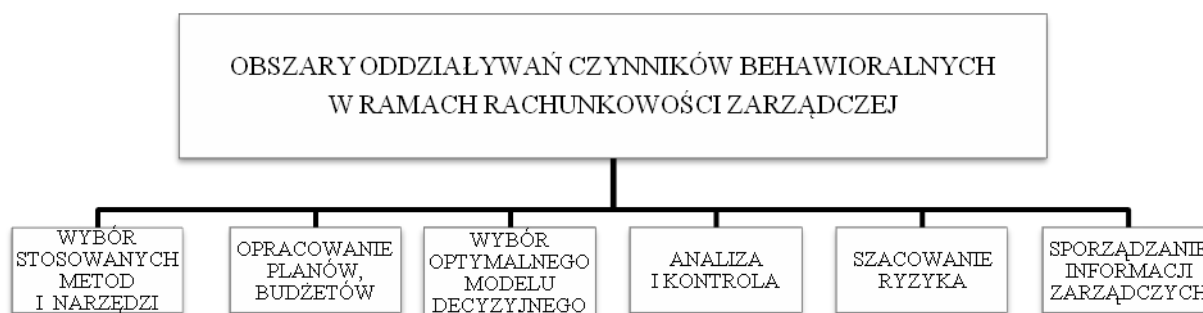 OBSZARY ODDZIAŁYWAŃ CZYNNIKÓW BEHAWIORALNYCH
W RAMACH RACHUNKOWOŚCI ZARZĄDCZEJ
WYBÓR
STOSOWANYCH
METOD
I NARZĘDZI
OPRACOWANIE
PLANÓW,
BUDŻETÓW
WYBÓR
OPTYMALNEGO
MODELU
DECYZYJNEGO
ANALIZA
I KONTROLA
SZACOWANIE
RYZYKA
SPORZĄDZANIE
INFORMACJI
ZARZĄDCZYCH